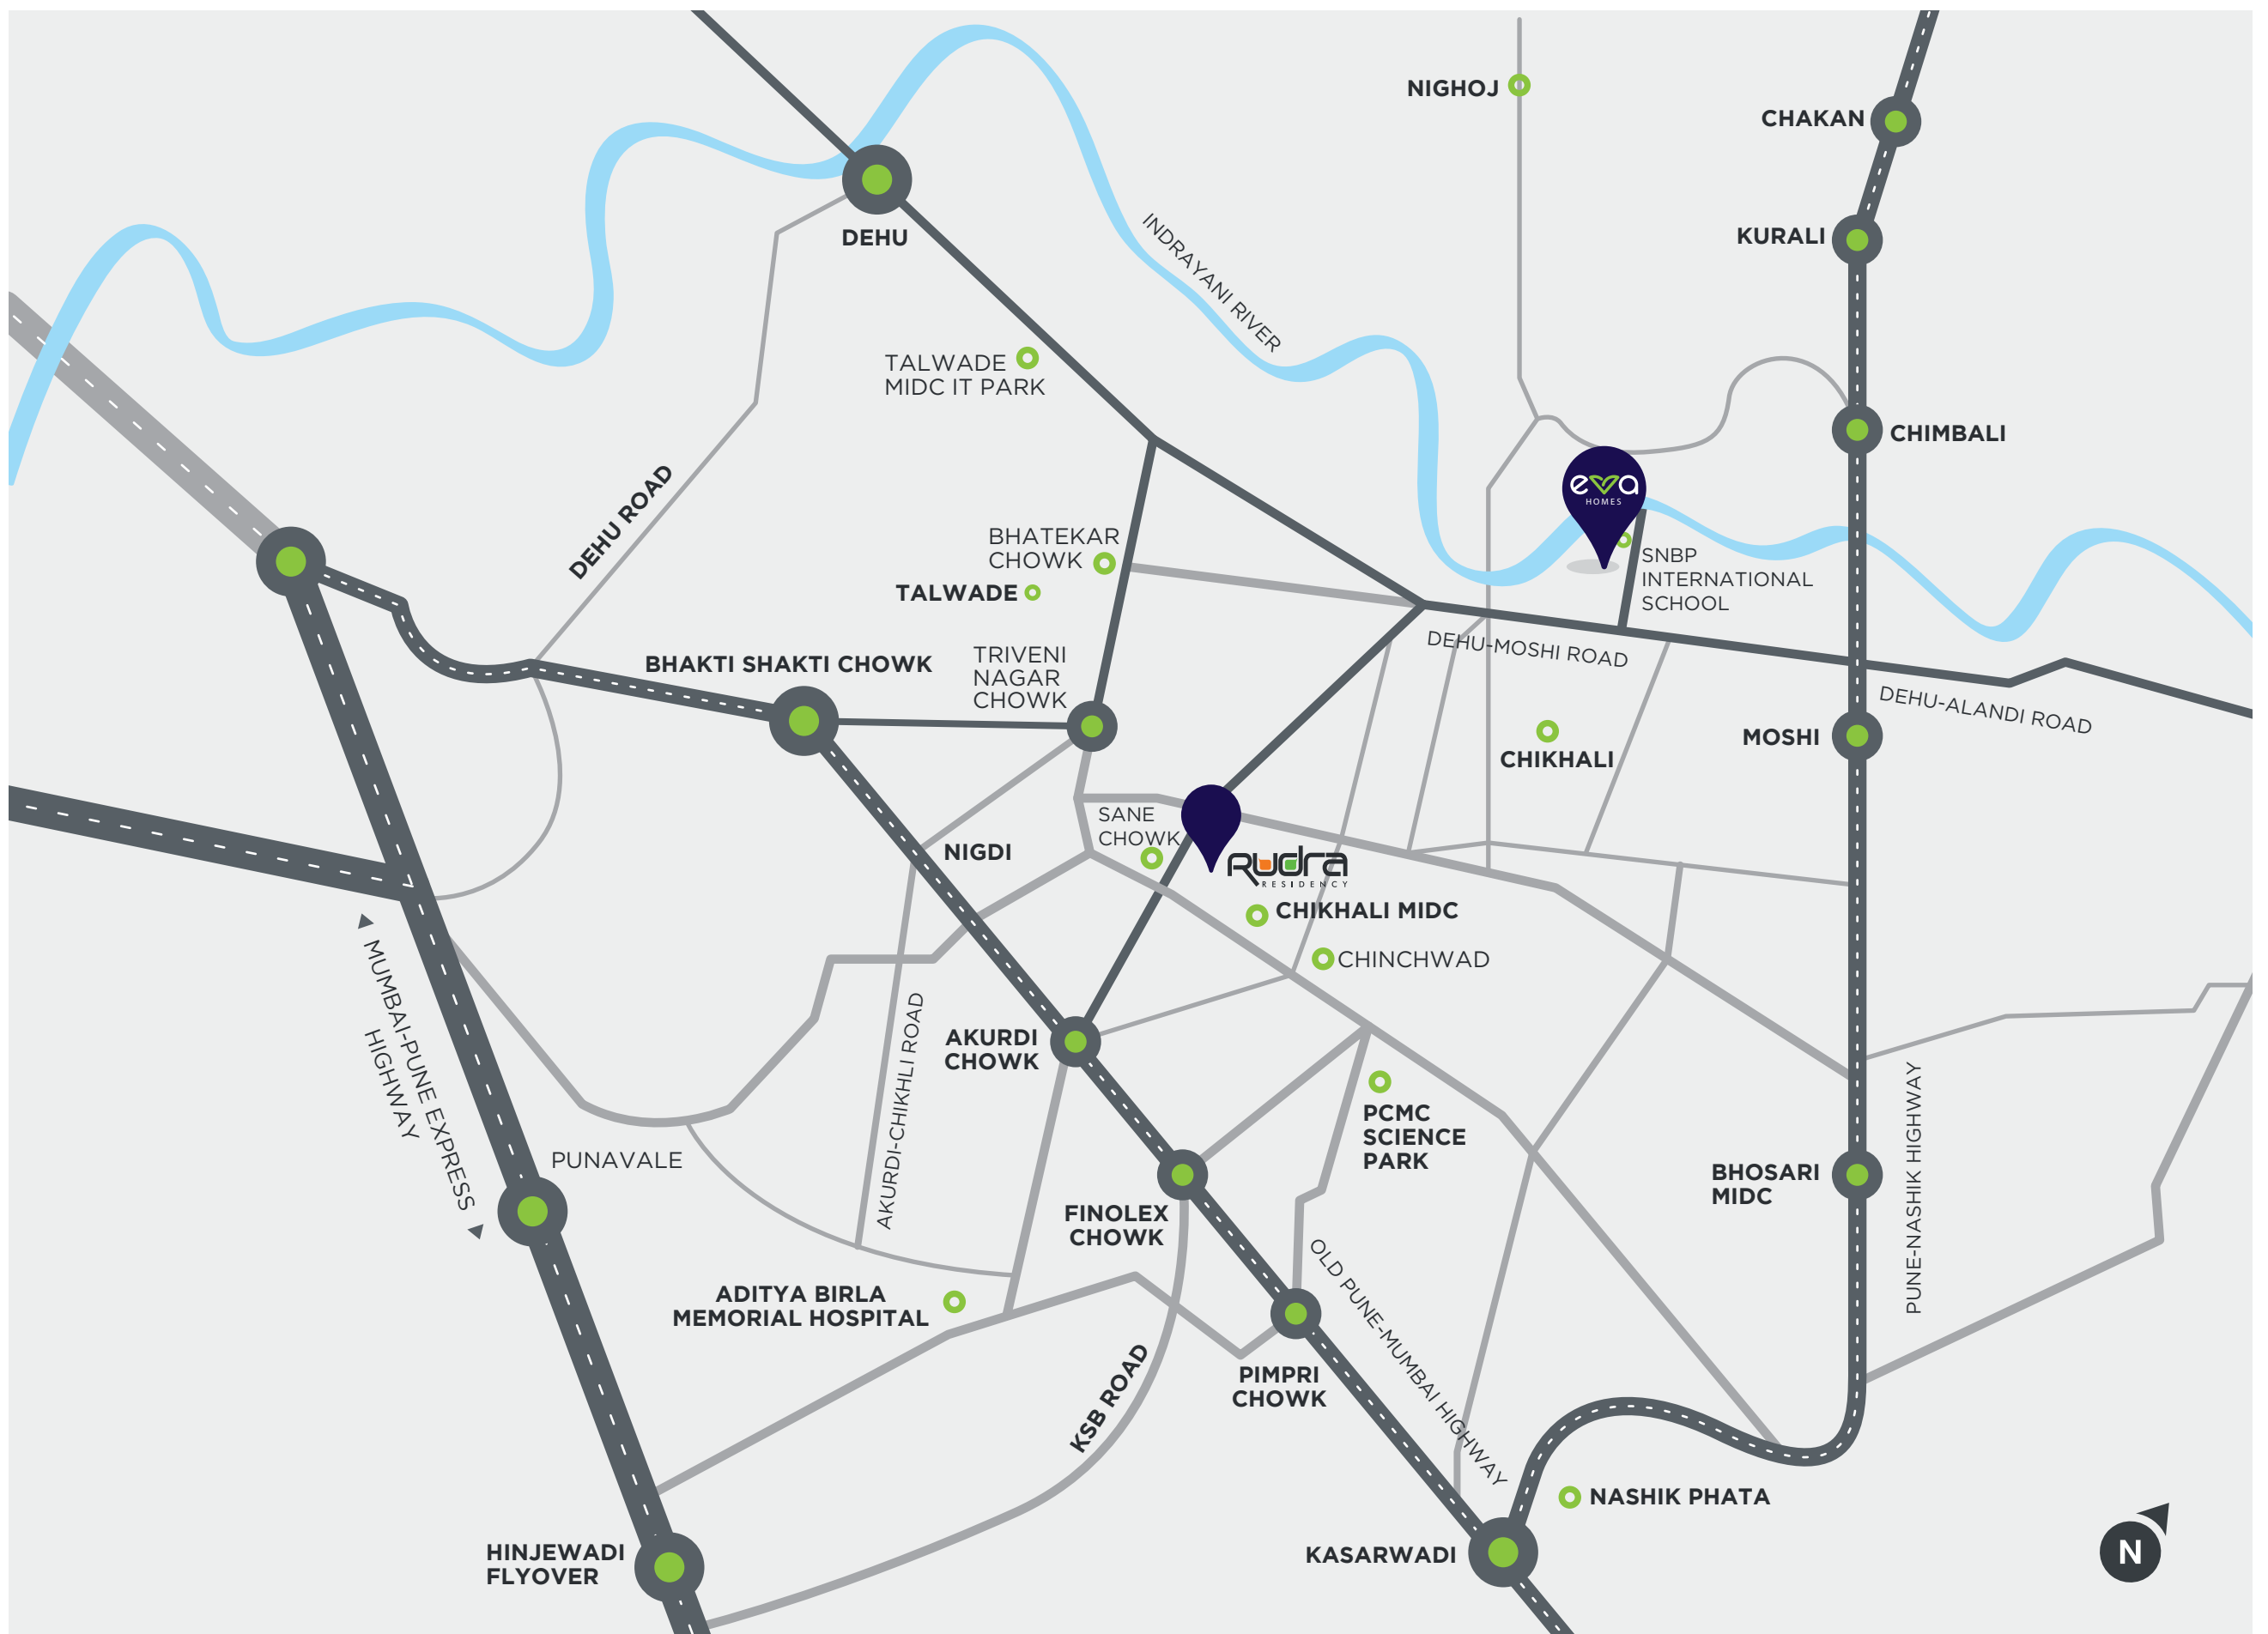 NIGHOJ
CHAKAN
KURALI
DEHU
INDRAYANI RIVER
TALWADE
MIDC IT PARK
CHIMBALI
eva
HOMES
DEHU ROAD
BHATEKAR
CHOWK
TALWADE
SNBP
INTERNATIONAL
SCHOOL
BHAKTI SHAKTI CHOWK
TRIVENI
NAGAR
CHOWK
DEHU-MOSHI ROAD
DEHU-ALANDI ROAD
CHIKHALI
MOSHI
SANE
CHOWK
NIGDI
Rudra
RESIDENCY
CHIKHALI MIDC
CHINCHWAD
MUMBAI-PUNE EXPRESS
HIGHWAY
AKURDI-CHIKHLI ROAD
AKURDI
CHOWK
PCMC
SCIENCE
PARK
PUNAVALE
BHOSARI
MIDC
PUNE-NASHIK HIGHWAY
FINOLEX
CHOWK
OLD PUNE-MUMBAI HIGHWAY
ADITYA BIRLA
MEMORIAL HOSPITAL
KSB ROAD
PIMPRI
CHOWK
NASHIK PHATA
HINJEWADI
FLYOVER
KASARWADI
N